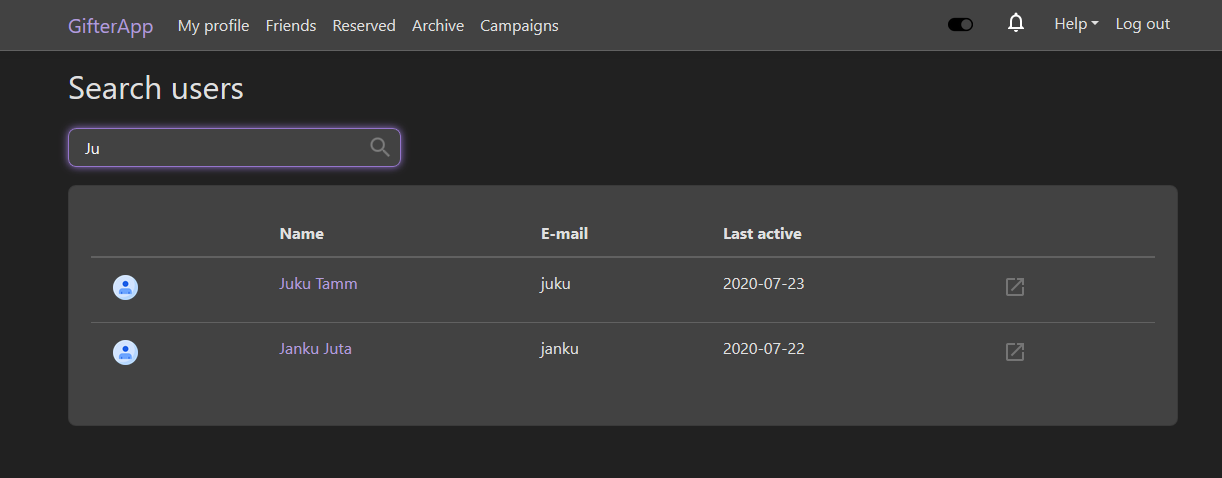 GifterApp My profile Friends Reserved Archive Campaigns Help Log out
Search users
Ju
Name E-mail Last active
Juku Tamm juku 2020-07-23
Janku Juta janku 2020-07-22